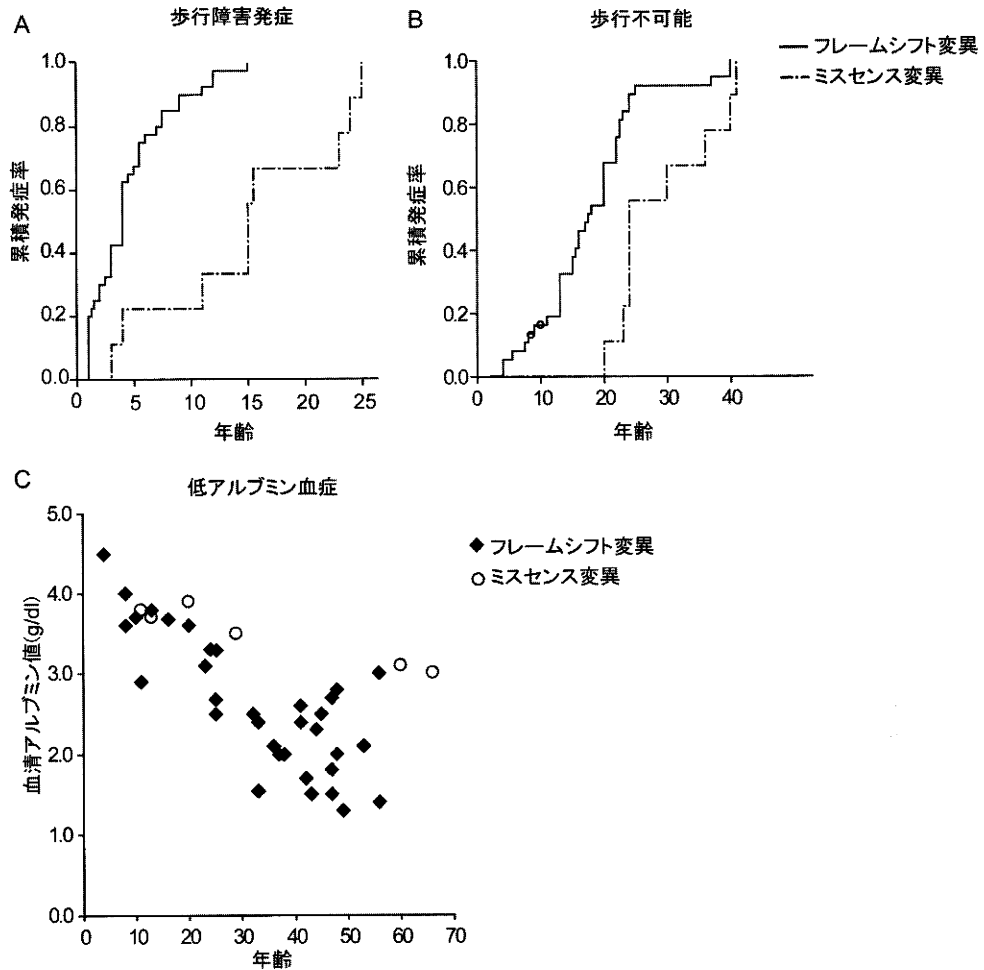 A
歩行障害発症
1.0
0.8
0.6
0.4
0.2
0.0
累積発症率
0 5 10 15 20 25
年齢
B
歩行不可能
1.0
0.8
0.6
0.4
0.2
0.0
累積発症率
0 10 20 30 40
年齢
フレームシフト変異
ミスセンス変異
C
低アルブミン血症
5.0
4.0
3.0
2.0
1.0
0.0
血清アルブミン値(g/dl)
0 10 20 30 40 50 60 70
年齢
フレームシフト変異
ミスセンス変異